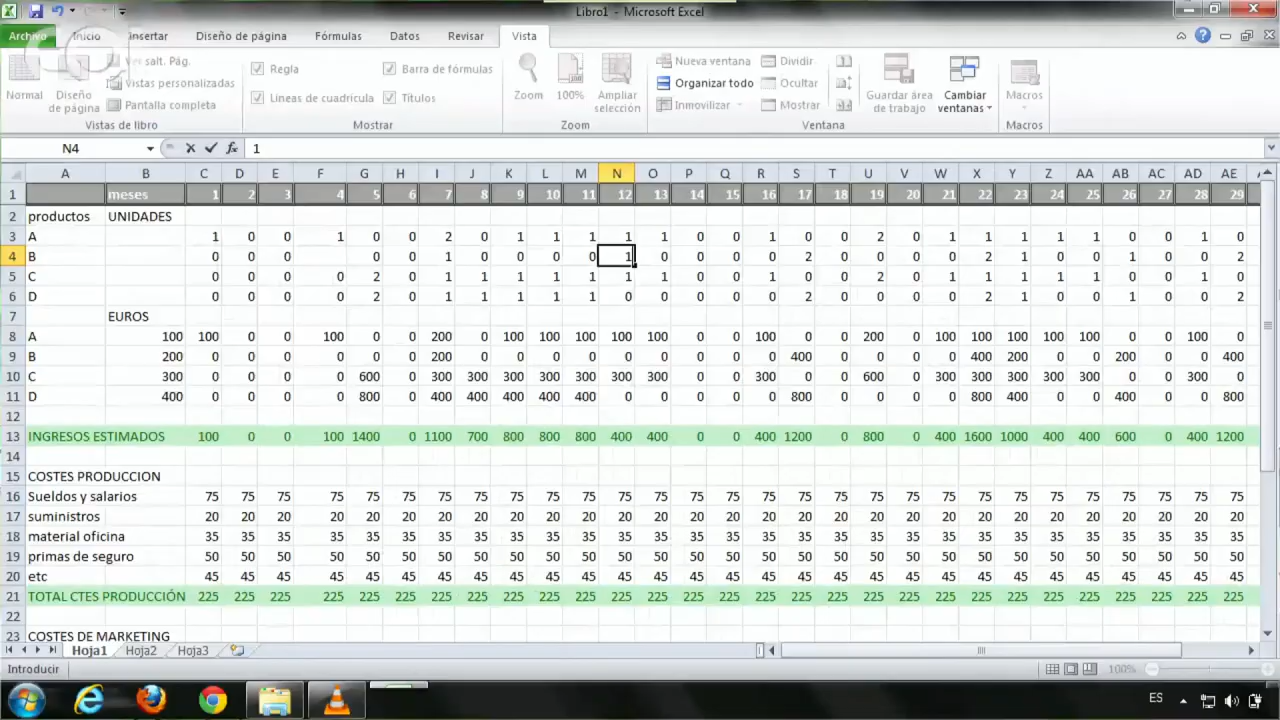 Libro1 - Microsoft Excel
Archivo Inicio Insertar Diseño de página Fórmulas Datos Revisar Vista
Ver salt. Pág. Regla Barra de fórmulas Nueva ventana Dividir
Vistas personalizadas Organizar todo Ocultar
Pantalla completa Líneas de cuadrícula Títulos Inmovilizar Mostrar
Normal Diseño de página Zoom 100% Ampliar selección Guardar área de trabajo Cambiar ventanas Macros
Vistas de libro Mostrar Zoom Ventana Macros
N4 fx 1
A B C D E F G H I J K L M N O P Q R S T U V W X Y Z AA AB AC AD AE
1 meses 1 2 3 4 5 6 7 8 9 10 11 12 13 14 15 16 17 18 19 20 21 22 23 24 25 26 27 28 29
2 productos UNIDADES
3 A 1 0 0 1 0 0 2 0 1 1 1 1 1 0 0 1 0 0 2 0 1 1 1 1 1 0 0 1 0
4 B 0 0 0 0 0 1 0 0 0 0 1 0 0 0 0 2 0 0 0 0 2 1 0 0 1 0 0 2
5 C 0 0 0 0 2 0 1 1 1 1 1 1 1 0 0 1 0 0 2 0 1 1 1 1 1 0 0 1 0
6 D 0 0 0 0 2 0 1 1 1 1 1 0 0 0 0 0 2 0 0 0 0 2 1 0 0 1 0 0 2
7 EUROS
8 A 100 100 0 0 100 0 0 200 0 100 100 100 100 100 0 0 100 0 0 200 0 100 100 100 100 100 0 0 100 0
9 B 200 0 0 0 0 0 0 200 0 0 0 0 0 0 0 0 0 400 0 0 0 0 400 200 0 0 200 0 0 400
10 C 300 0 0 0 0 600 0 300 300 300 300 300 300 300 0 0 300 0 0 600 0 300 300 300 300 300 0 0 300 0
11 D 400 0 0 0 0 800 0 400 400 400 400 400 0 0 0 0 0 800 0 0 0 0 800 400 0 0 400 0 0 800
12
13 INGRESOS ESTIMADOS 100 0 0 100 1400 0 1100 700 800 800 800 400 400 0 0 400 1200 0 800 0 400 1600 1000 400 400 600 0 400 1200
14
15 COSTES PRODUCCION
16 Sueldos y salarios 75 75 75 75 75 75 75 75 75 75 75 75 75 75 75 75 75 75 75 75 75 75 75 75 75 75 75 75 75
17 suministros 20 20 20 20 20 20 20 20 20 20 20 20 20 20 20 20 20 20 20 20 20 20 20 20 20 20 20 20 20
18 material oficina 35 35 35 35 35 35 35 35 35 35 35 35 35 35 35 35 35 35 35 35 35 35 35 35 35 35 35 35 35
19 primas de seguro 50 50 50 50 50 50 50 50 50 50 50 50 50 50 50 50 50 50 50 50 50 50 50 50 50 50 50 50 50
20 etc 45 45 45 45 45 45 45 45 45 45 45 45 45 45 45 45 45 45 45 45 45 45 45 45 45 45 45 45 45
21 TOTAL CTES PRODUCCIÓN 225 225 225 225 225 225 225 225 225 225 225 225 225 225 225 225 225 225 225 225 225 225 225 225 225 225 225 225 225
22
23 COSTES DE MARKETING
Hoja1 Hoja2 Hoja3
Introducir 100%
ES